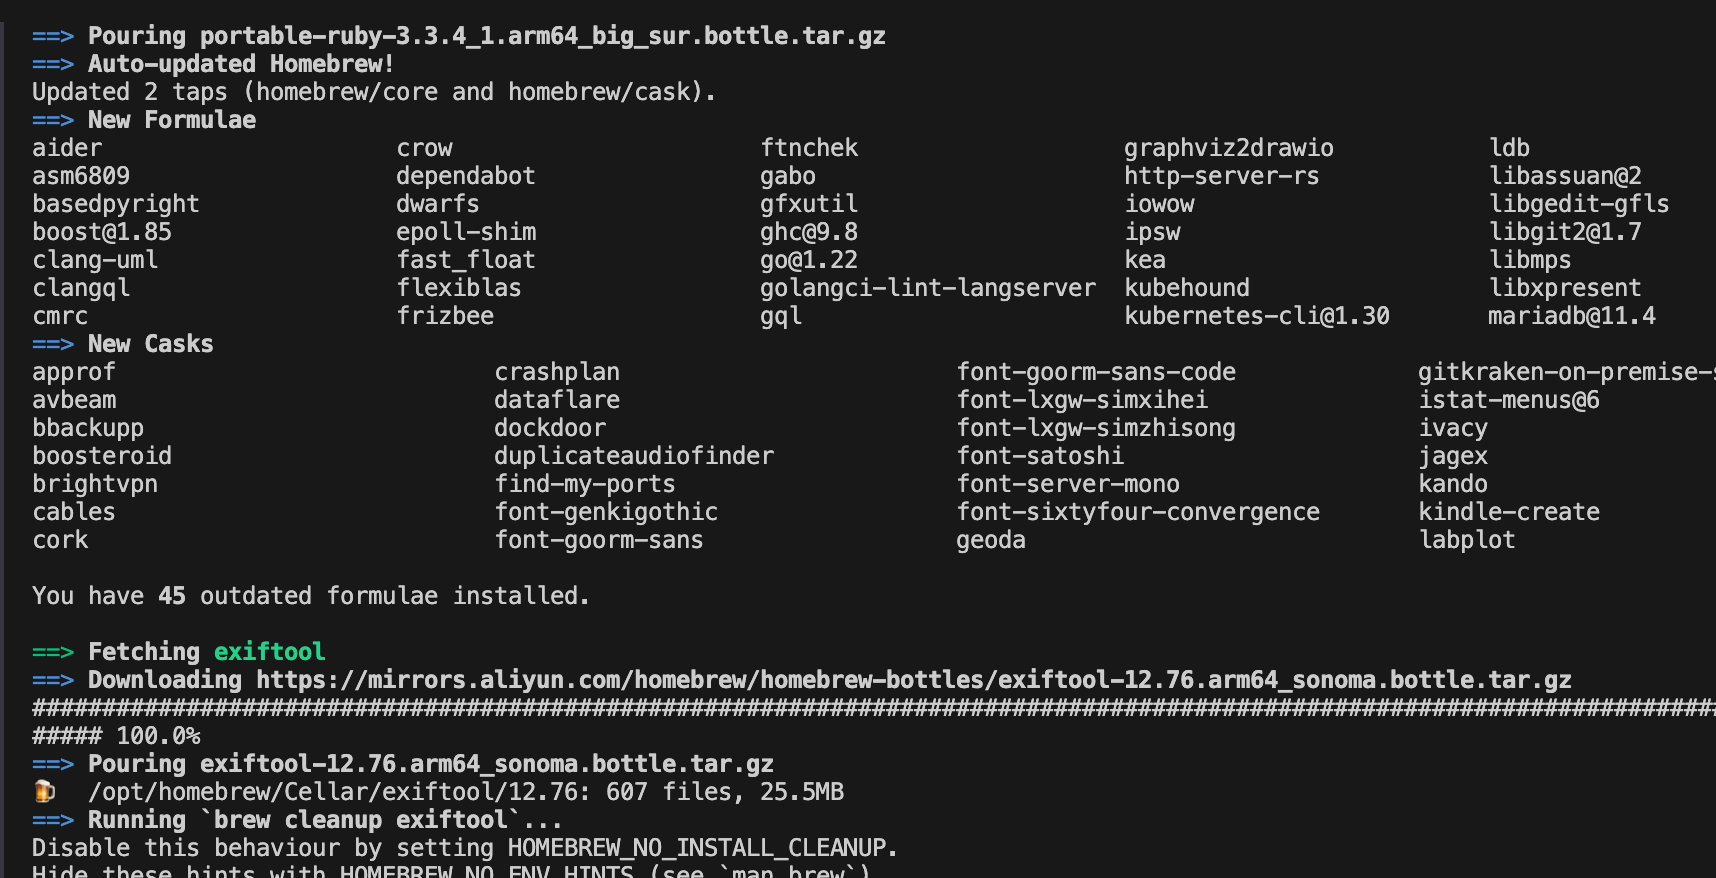 ==> Pouring portable-ruby-3.3.4_1.arm64_big_sur.bottle.tar.gz
==> Auto-updated Homebrew!
Updated 2 taps (homebrew/core and homebrew/cask).
==> New Formulae
aider crow ftnchek graphviz2drawio ldb
asm6809 dependabot gabo http-server-rs libassuan@2
basedpyright dwarfs gfxutil iowow libgedit-gfls
boost@1.85 epoll-shim ghc@9.8 ipsw libgit2@1.7
clang-uml fast_float go@1.22 kea libmps
clangql flexiblas golangci-lint-langserver kubehound libxpresent
cmrc frizbee gql kubernetes-cli@1.30 mariadb@11.4
==> New Casks
approf crashplan font-goorm-sans-code gitkraken-on-premise-s
avbeam dataflare font-lxgw-simxihei istat-menus@6
bbackupp dockdoor font-lxgw-simzhisong ivacy
boosteroid duplicateaudiofinder font-satoshi jagex
brightvpn find-my-ports font-server-mono kando
cables font-genkigothic font-sixtyfour-convergence kindle-create
cork font-goorm-sans geoda labplot
You have 45 outdated formulae installed.
==> Fetching exiftool
==> Downloading https://mirrors.aliyun.com/homebrew/homebrew-bottles/exiftool-12.76.arm64_sonoma.bottle.tar.gz
########################################################################################################################
##### 100.0%
==> Pouring exiftool-12.76.arm64_sonoma.bottle.tar.gz
🍺 /opt/homebrew/Cellar/exiftool/12.76: 607 files, 25.5MB
==> Running `brew cleanup exiftool`...
Disable this behaviour by setting HOMEBREW_NO_INSTALL_CLEANUP.
Hide these hints with HOMEBREW_NO_ENV_HINTS (see `man brew`)